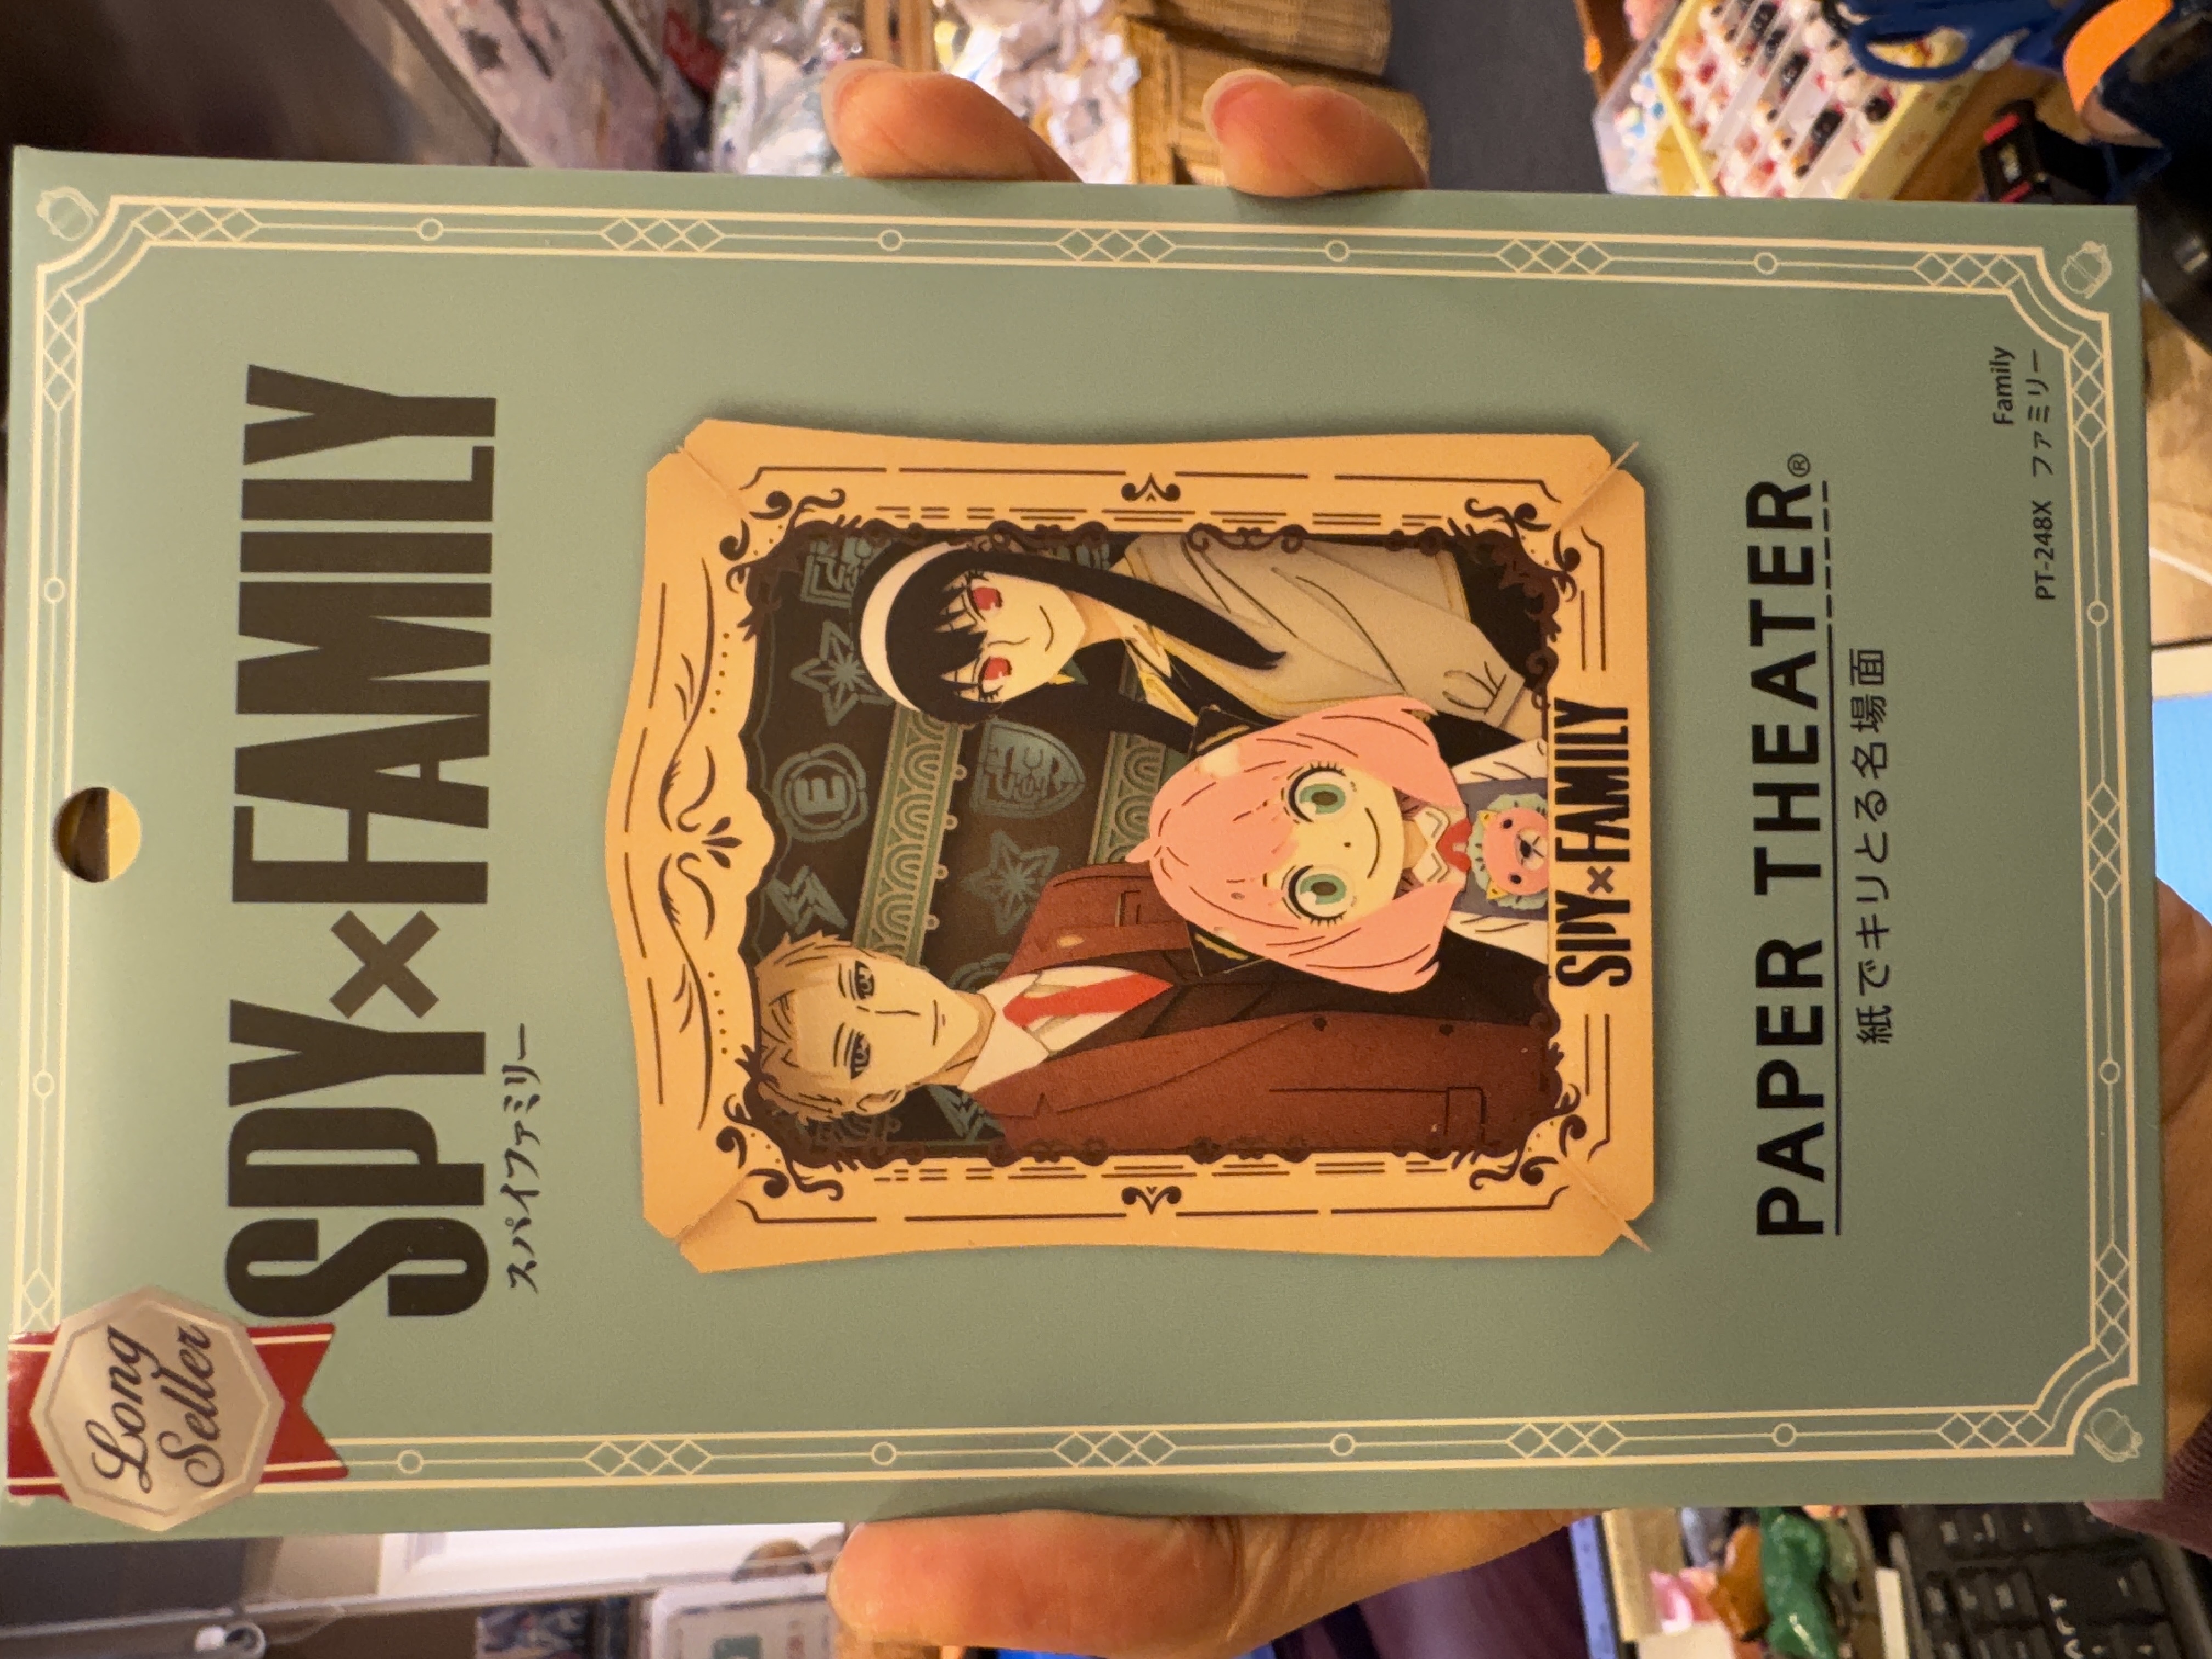 Long
Seller
SPY×FAMILY
スパイファミリー
E
SPY×FAMILY
PAPER THEATER®
紙でキリとる名場面
Family
PT-248X ファミリー